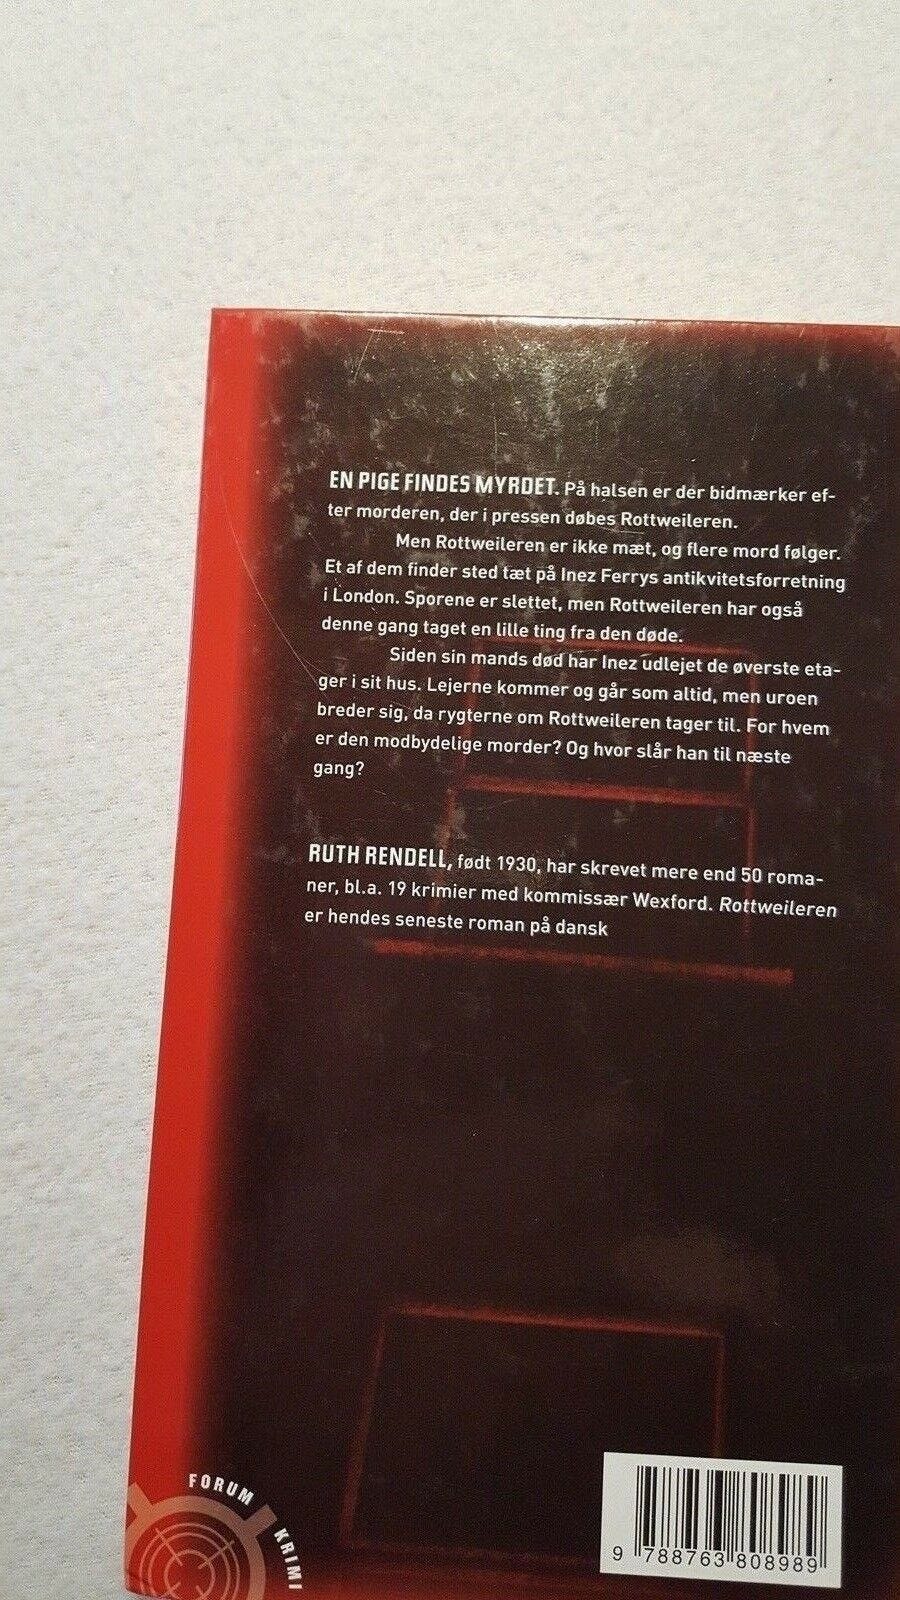 EN PIGE FINDES MYRDET. På halsen er der bidmærker ef-
ter morderen, der i pressen døbes Rottweileren.
Men Rottweileren er ikke mæt, og flere mord følger.
Et af dem finder sted tæt på Inez Ferrys antikvitetsforretning
i London. Sporene er slettet, men Rottweileren har også
denne gang taget en lille ting fra den døde.
Siden sin mands død har Inez udlejet de øverste eta-
ger i sit hus. Lejerne kommer og går som altid, men uroen
breder sig, da rygterne om Rottweileren tager til. For hvem
er den modbydelige morder? Og hvor slår han til næste
gang?
RUTH RENDELL, født 1930, har skrevet mere end 50 roma-
ner, bl.a. 19 krimier med kommissær Wexford. Rottweileren
er hendes seneste roman på dansk
FORUM
KRIMI
9 788763 808989